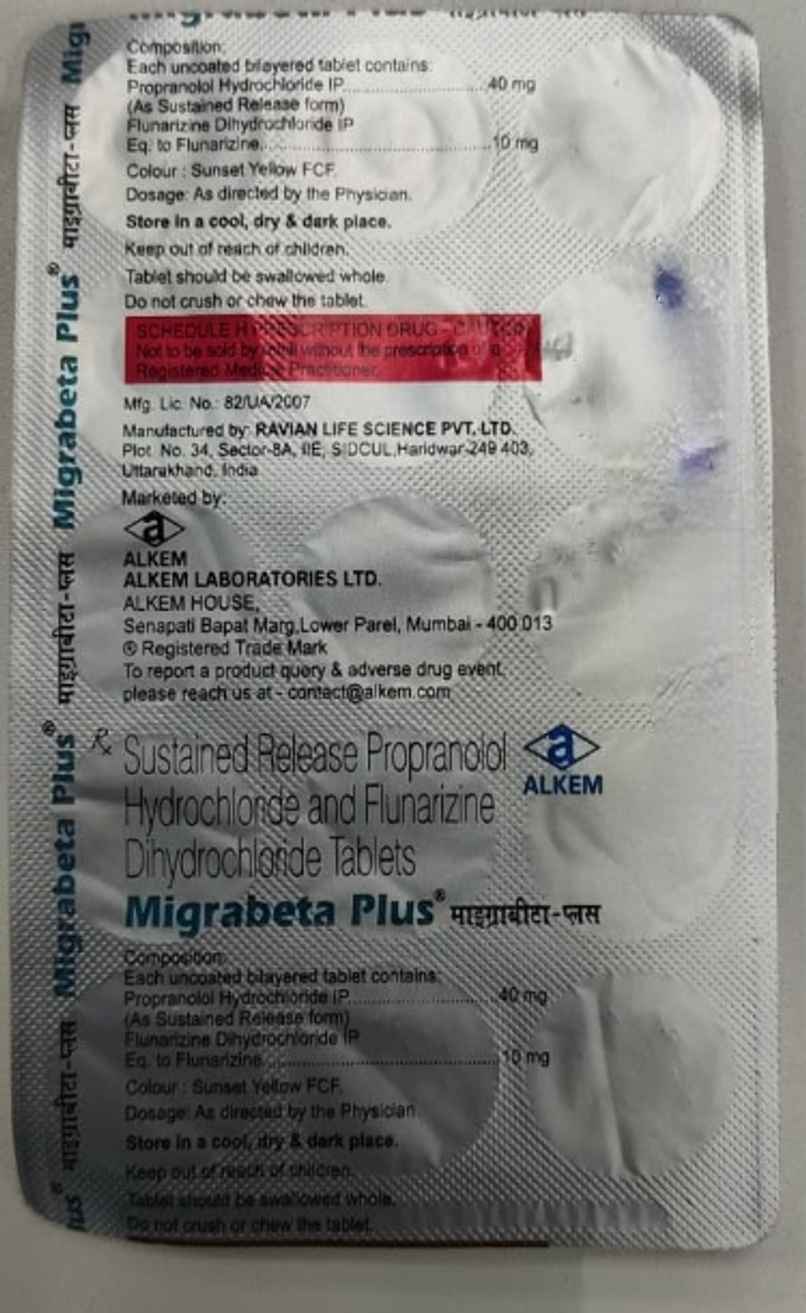 Composition:
Each uncoated bilayered tablet contains:
Propranolol Hydrochloride IP............................40 mg
(As Sustained Release form)
Flunarizine Dihydrochloride IP
Eq. to Flunarizine..............................................10 mg
Colour : Sunset Yellow FCF.
Dosage: As directed by the Physician.
Store in a cool, dry & dark place.
Keep out of reach of children.
Tablet should be swallowed whole.
Do not crush or chew the tablet.
SCHEDULE H PRESCRIPTION DRUG - CAUTION
Not to be sold by retail without the prescription of a
Registered Medical Practitioner.
Mfg. Lic. No.: 82/UA/2007
Manufactured by: RAVIAN LIFE SCIENCE PVT. LTD.
Plot No. 34, Sector-8A, IIE, SIDCUL, Haridwar-249 403,
Uttarakhand, India
Marketed by:
a
ALKEM
ALKEM LABORATORIES LTD.
ALKEM HOUSE,
Senapati Bapat Marg, Lower Parel, Mumbai - 400 013
® Registered Trade Mark
To report a product query & adverse drug event,
please reach us at - contact@alkem.com
Rx Sustained Release Propranolol
Hydrochloride and Flunarizine
Dihydrochloride Tablets
a
ALKEM
Migrabeta Plus® माइग्राबीटा-प्लस
Composition:
Each uncoated bilayered tablet contains:
Propranolol Hydrochloride IP............................40 mg
(As Sustained Release form)
Flunarizine Dihydrochloride IP
Eq. to Flunarizine..............................................10 mg
Colour : Sunset Yellow FCF.
Dosage: As directed by the Physician.
Store in a cool, dry & dark place.
Keep out of reach of children.
Tablet should be swallowed whole.
Do not crush or chew the tablet.
lus® माइग्राबीटा-प्लस Migrabeta Plus® माइग्राबीटा-प्लस Migrabeta Plus® माइग्राबीटा-प्लस Migr